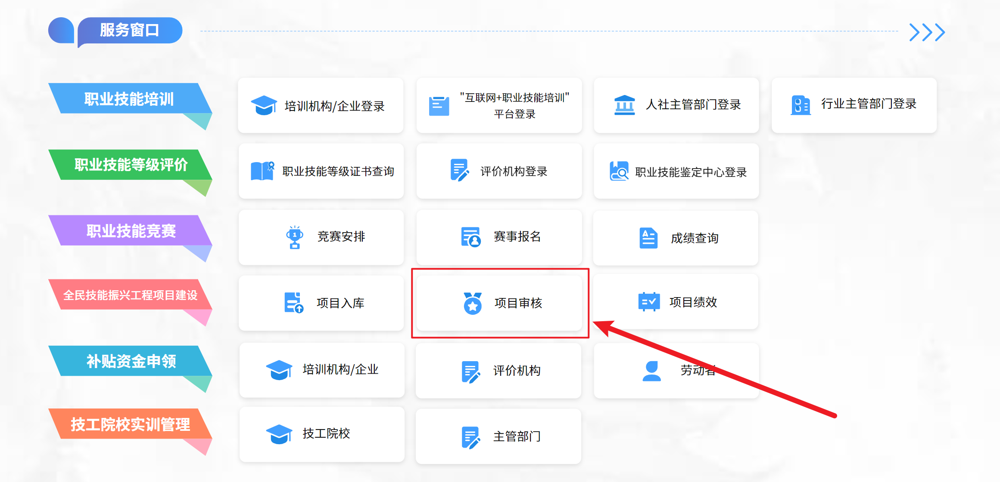 服务窗口
职业技能培训
培训机构/企业登录
"互联网+职业技能培训"
平台登录
人社主管部门登录
行业主管部门登录
职业技能等级评价
职业技能等级证书查询
评价机构登录
职业技能鉴定中心登录
职业技能竞赛
竞赛安排
赛事报名
成绩查询
全民技能振兴工程项目建设
项目入库
项目审核
项目绩效
补贴资金申领
培训机构/企业
评价机构
劳动者
技工院校实训管理
技工院校
主管部门